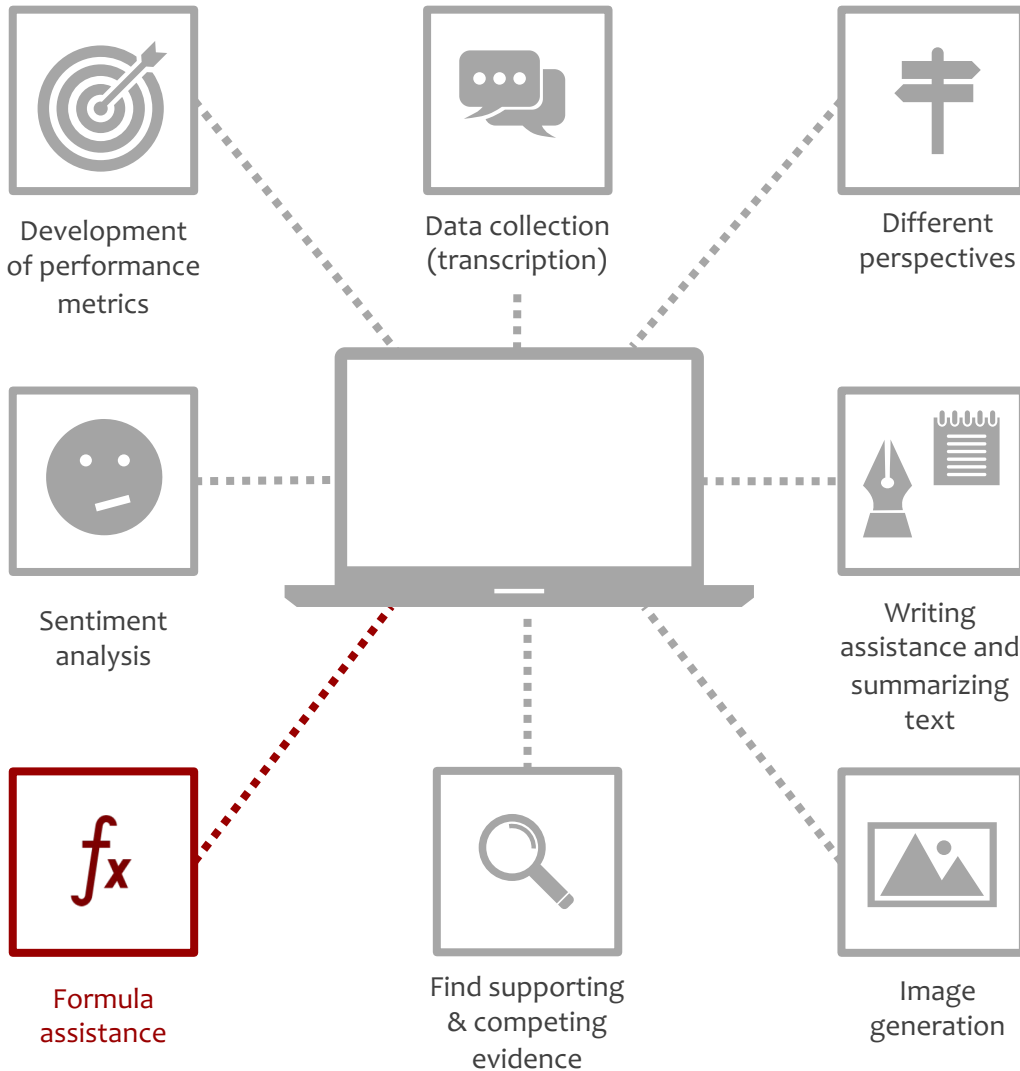 Development
of performance
metrics
Data collection
(transcription)
Different
perspectives
Sentiment
analysis
Writing
assistance and
summarizing
text
fx
Formula
assistance
Find supporting
& competing
evidence
Image
generation